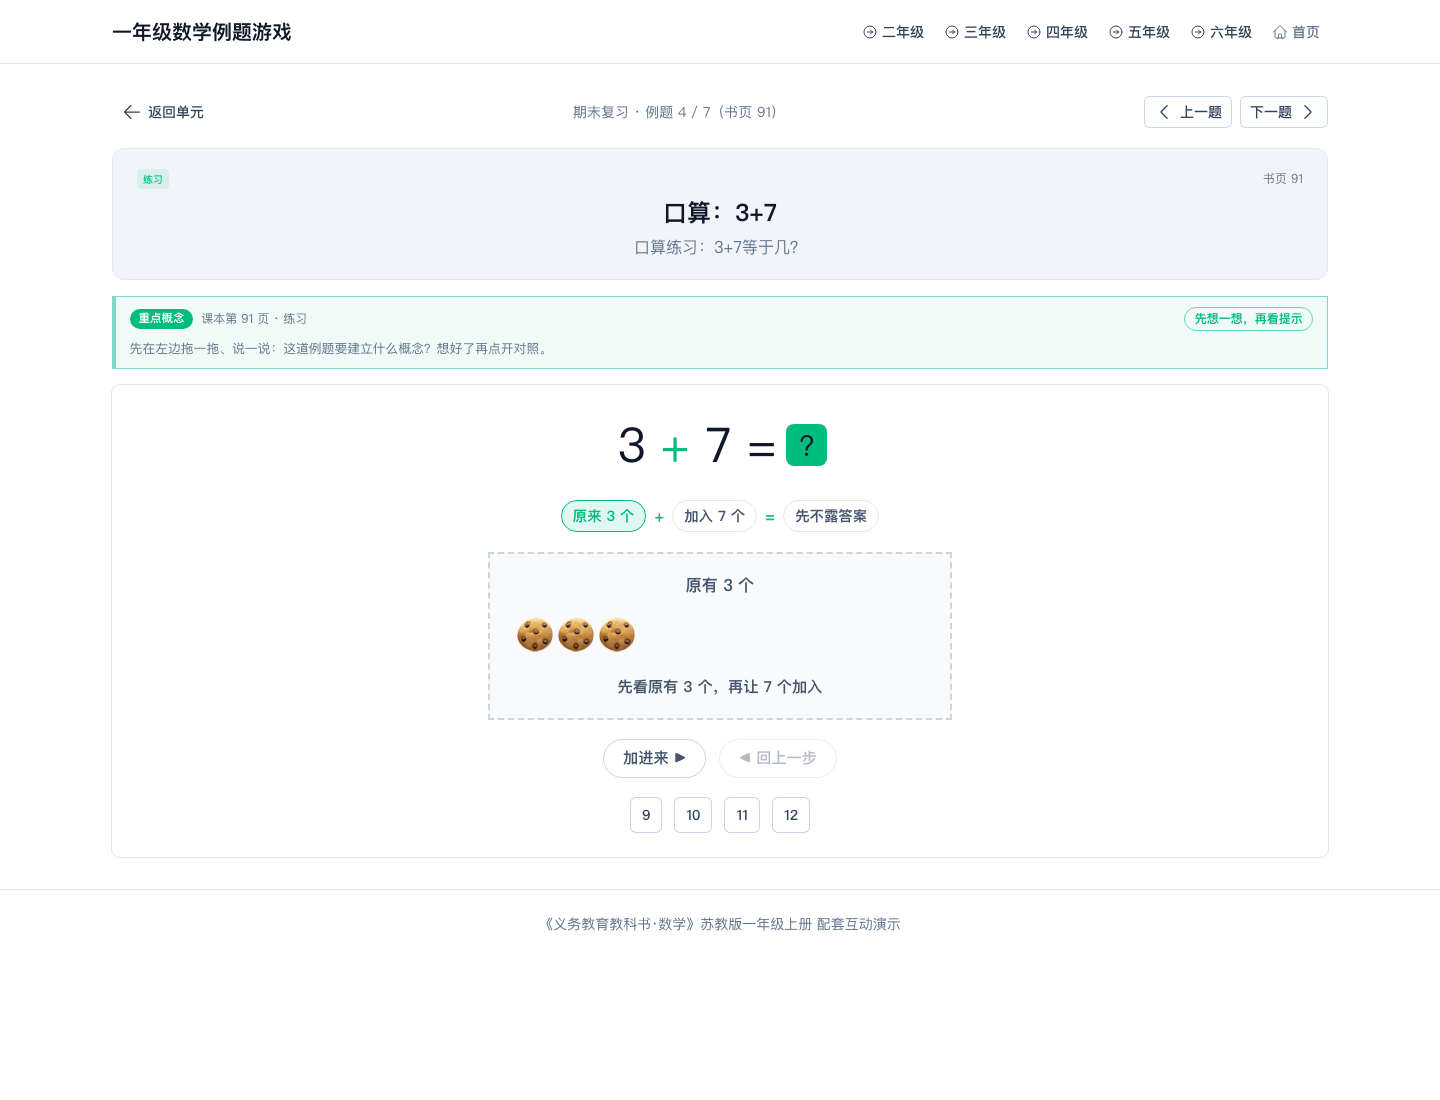 一年级数学例题游戏
二年级 三年级 四年级 五年级 六年级 首页
返回单元
期末复习 · 例题 4 / 7（书页 91）
上一题 下一题
练习
书页 91
口算：3+7
口算练习：3+7等于几？
重点概念 课本第 91 页 · 练习
先想一想，再看提示
先在左边拖一拖、说一说：这道例题要建立什么概念？想好了再点开对照。
3 + 7 = ?
原来 3 个 + 加入 7 个 = 先不露答案
原有 3 个
先看原有 3 个，再让 7 个加入
加进来 ▶ ◀ 回上一步
9 10 11 12
《义务教育教科书·数学》苏教版一年级上册 配套互动演示